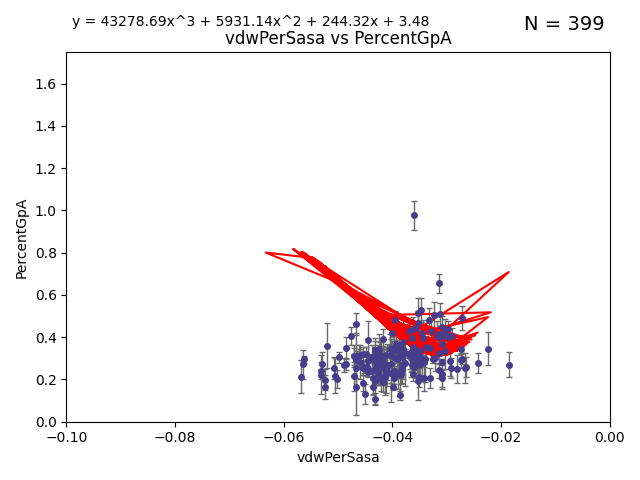 y = 43278.69x^3 + 5931.14x^2 + 244.32x + 3.48
N = 399
vdwPerSasa vs PercentGpA
PercentGpA
1.6
1.4
1.2
1.0
0.8
0.6
0.4
0.2
0.0
−0.10 −0.08 −0.06 −0.04 −0.02 0.00
vdwPerSasa